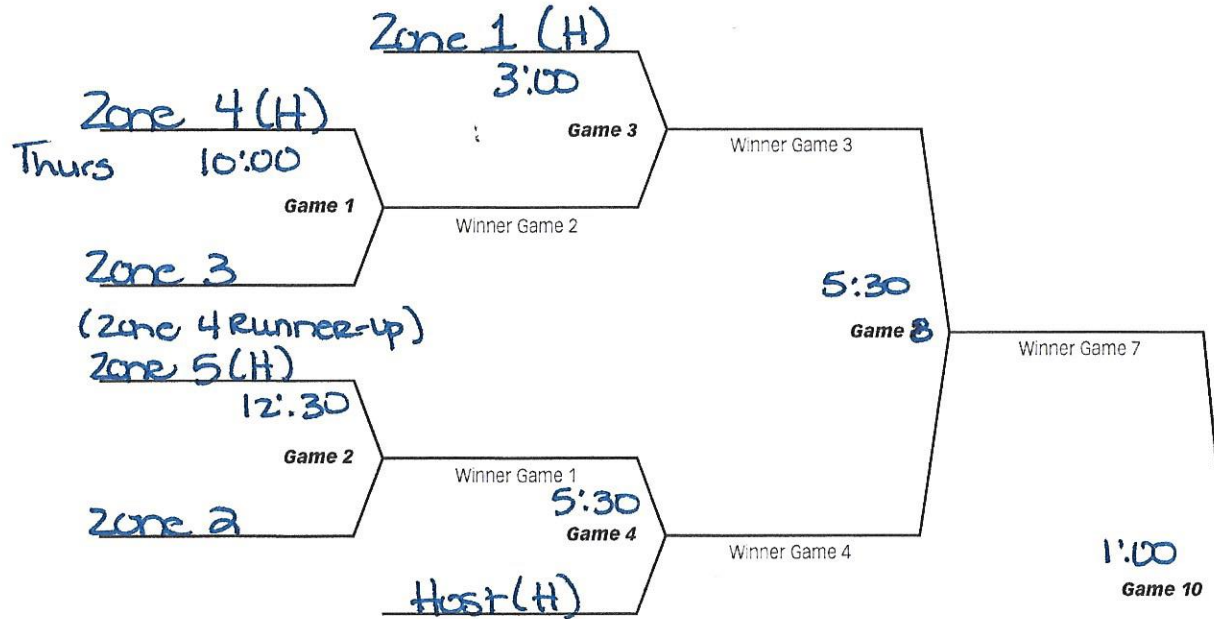 Zone 1 (H)
3:00
Zone 4 (H)
Game 3
Winner Game 3
Thurs 10:00
Game 1
Winner Game 2
Zone 3
5:30
(Zone 4 Runner-up)
Game 8
Zone 5 (H)
Winner Game 7
12:30
Game 2
Winner Game 1
5:30
Zone 2
Game 4
Winner Game 4
1:00
Game 10
Host (H)